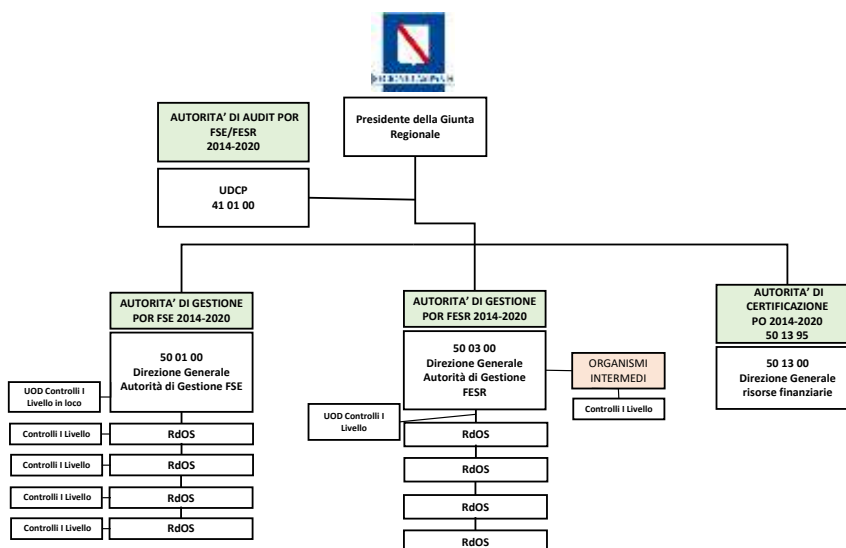 REGIONE CAMPANIA
AUTORITA’ DI AUDIT POR
FSE/FESR
2014-2020
Presidente della Giunta
Regionale
UDCP
41 01 00
AUTORITA’ DI GESTIONE
POR FSE 2014-2020
50 01 00
Direzione Generale
Autorità di Gestione FSE
UOD Controlli I
Livello in loco
Controlli I Livello
RdOS
Controlli I Livello
RdOS
Controlli I Livello
RdOS
Controlli I Livello
RdOS
AUTORITA’ DI GESTIONE
POR FESR 2014-2020
50 03 00
Direzione Generale
Autorità di Gestione
FESR
ORGANISMI
INTERMEDI
Controlli I Livello
UOD Controlli I
Livello
RdOS
RdOS
RdOS
RdOS
AUTORITA’ DI
CERTIFICAZIONE
PO 2014-2020
50 13 95
50 13 00
Direzione Generale
risorse finanziarie